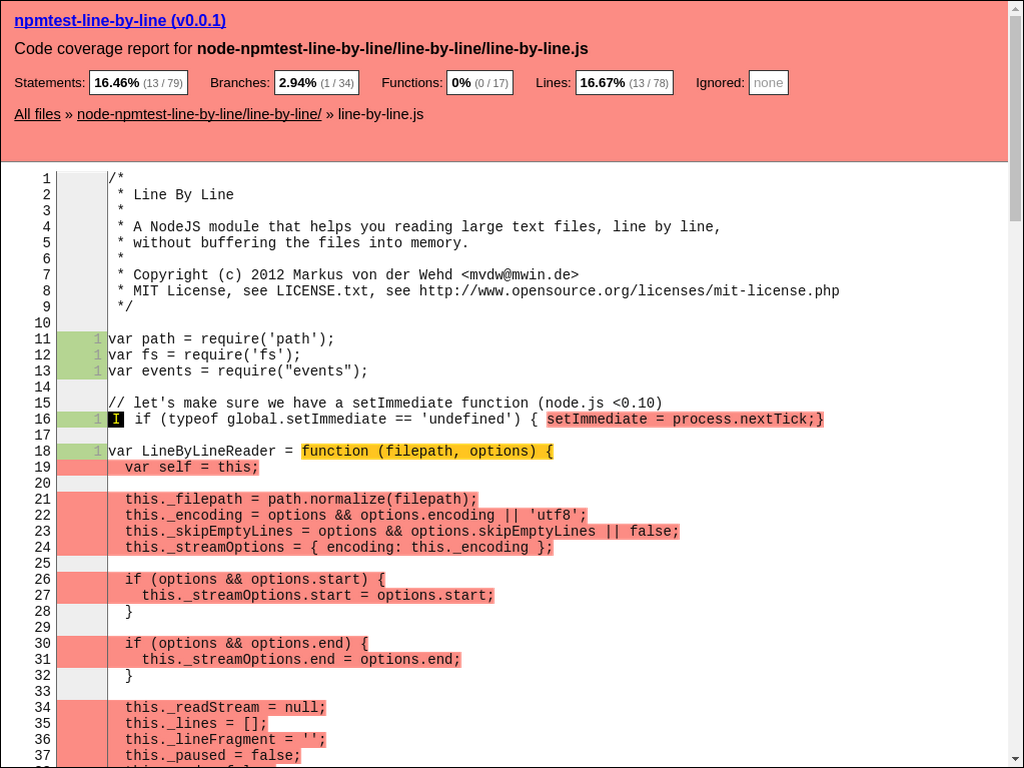 npmtest-line-by-line (v0.0.1)
Code coverage report for node-npmtest-line-by-line/line-by-line/line-by-line.js
Statements: 16.46% (13 / 79) Branches: 2.94% (1 / 34) Functions: 0% (0 / 17) Lines: 16.67% (13 / 78) Ignored: none
All files » node-npmtest-line-by-line/line-by-line/ » line-by-line.js
1 /*
2  * Line By Line
3  *
4  * A NodeJS module that helps you reading large text files, line by line,
5  * without buffering the files into memory.
6  *
7  * Copyright (c) 2012 Markus von der Wehd <mvdw@mwin.de>
8  * MIT License, see LICENSE.txt, see http://www.opensource.org/licenses/mit-license.php
9  */
10
11 1 var path = require('path');
12 1 var fs = require('fs');
13 1 var events = require("events");
14
15 // let's make sure we have a setImmediate function (node.js <0.10)
16 1 I if (typeof global.setImmediate == 'undefined') { setImmediate = process.nextTick;}
17
18 1 var LineByLineReader = function (filepath, options) {
19   var self = this;
20
21   this._filepath = path.normalize(filepath);
22   this._encoding = options && options.encoding || 'utf8';
23   this._skipEmptyLines = options && options.skipEmptyLines || false;
24   this._streamOptions = { encoding: this._encoding };
25
26   if (options && options.start) {
27     this._streamOptions.start = options.start;
28   }
29
30   if (options && options.end) {
31     this._streamOptions.end = options.end;
32   }
33
34   this._readStream = null;
35   this._lines = [];
36   this._lineFragment = '';
37   this._paused = false;